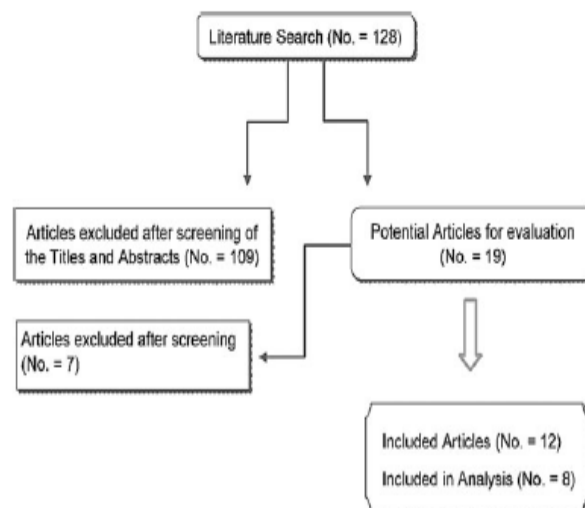 Literature Search (No. = 128)
Articles excluded after screening of
the Titles and Abstracts (No. = 109)
Potential Articles for evaluation
(No. = 19)
Articles excluded after screening
(No. = 7)
Included Articles (No. = 12)
Included in Analysis (No. = 8)